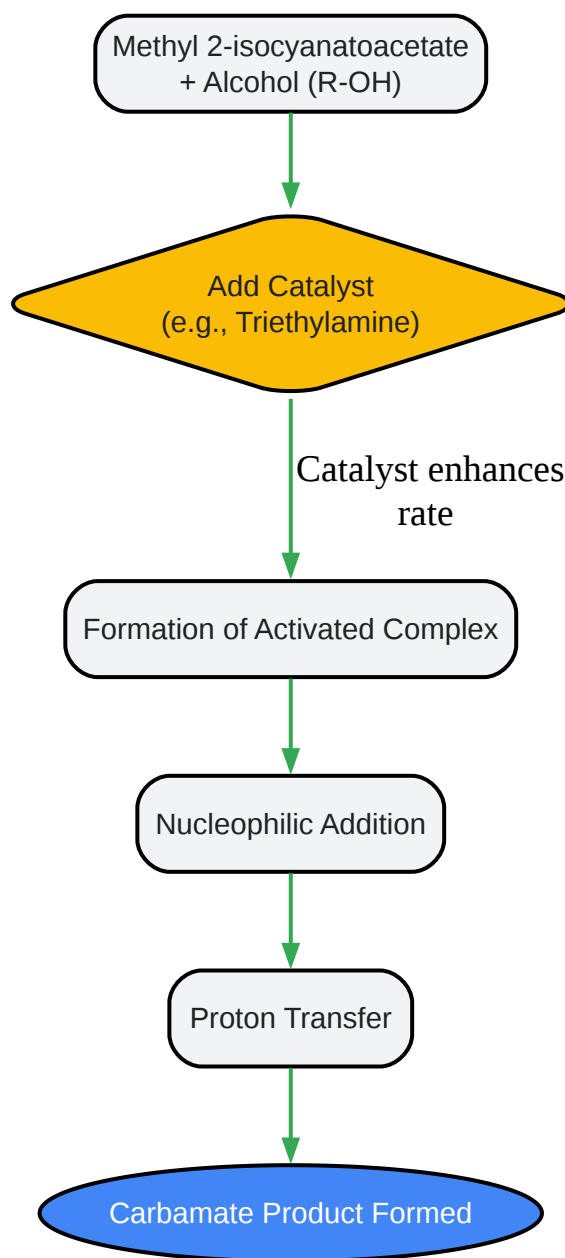 Methyl 2-isocyanatoacetate
+ Alcohol (R-OH)
Add Catalyst
(e.g., Triethylamine)
Catalyst enhances
rate
Formation of Activated Complex
Nucleophilic Addition
Proton Transfer
Carbamate Product Formed